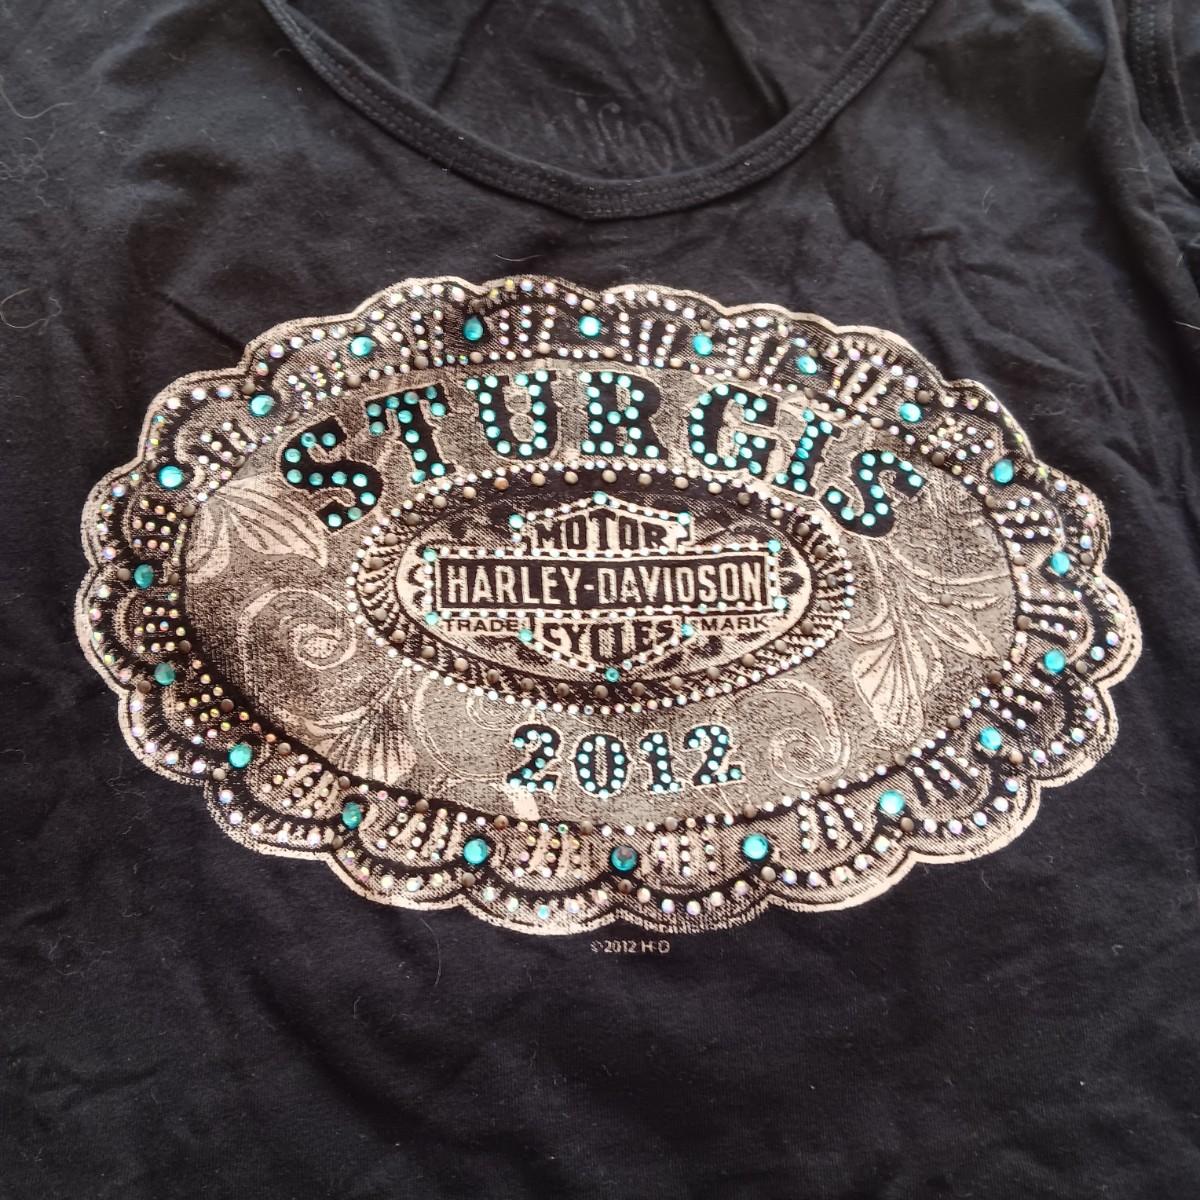 STURGIS
MOTOR
HARLEY-DAVIDSON
TRADE MARK
CYCLES
2012
©2012 H-D